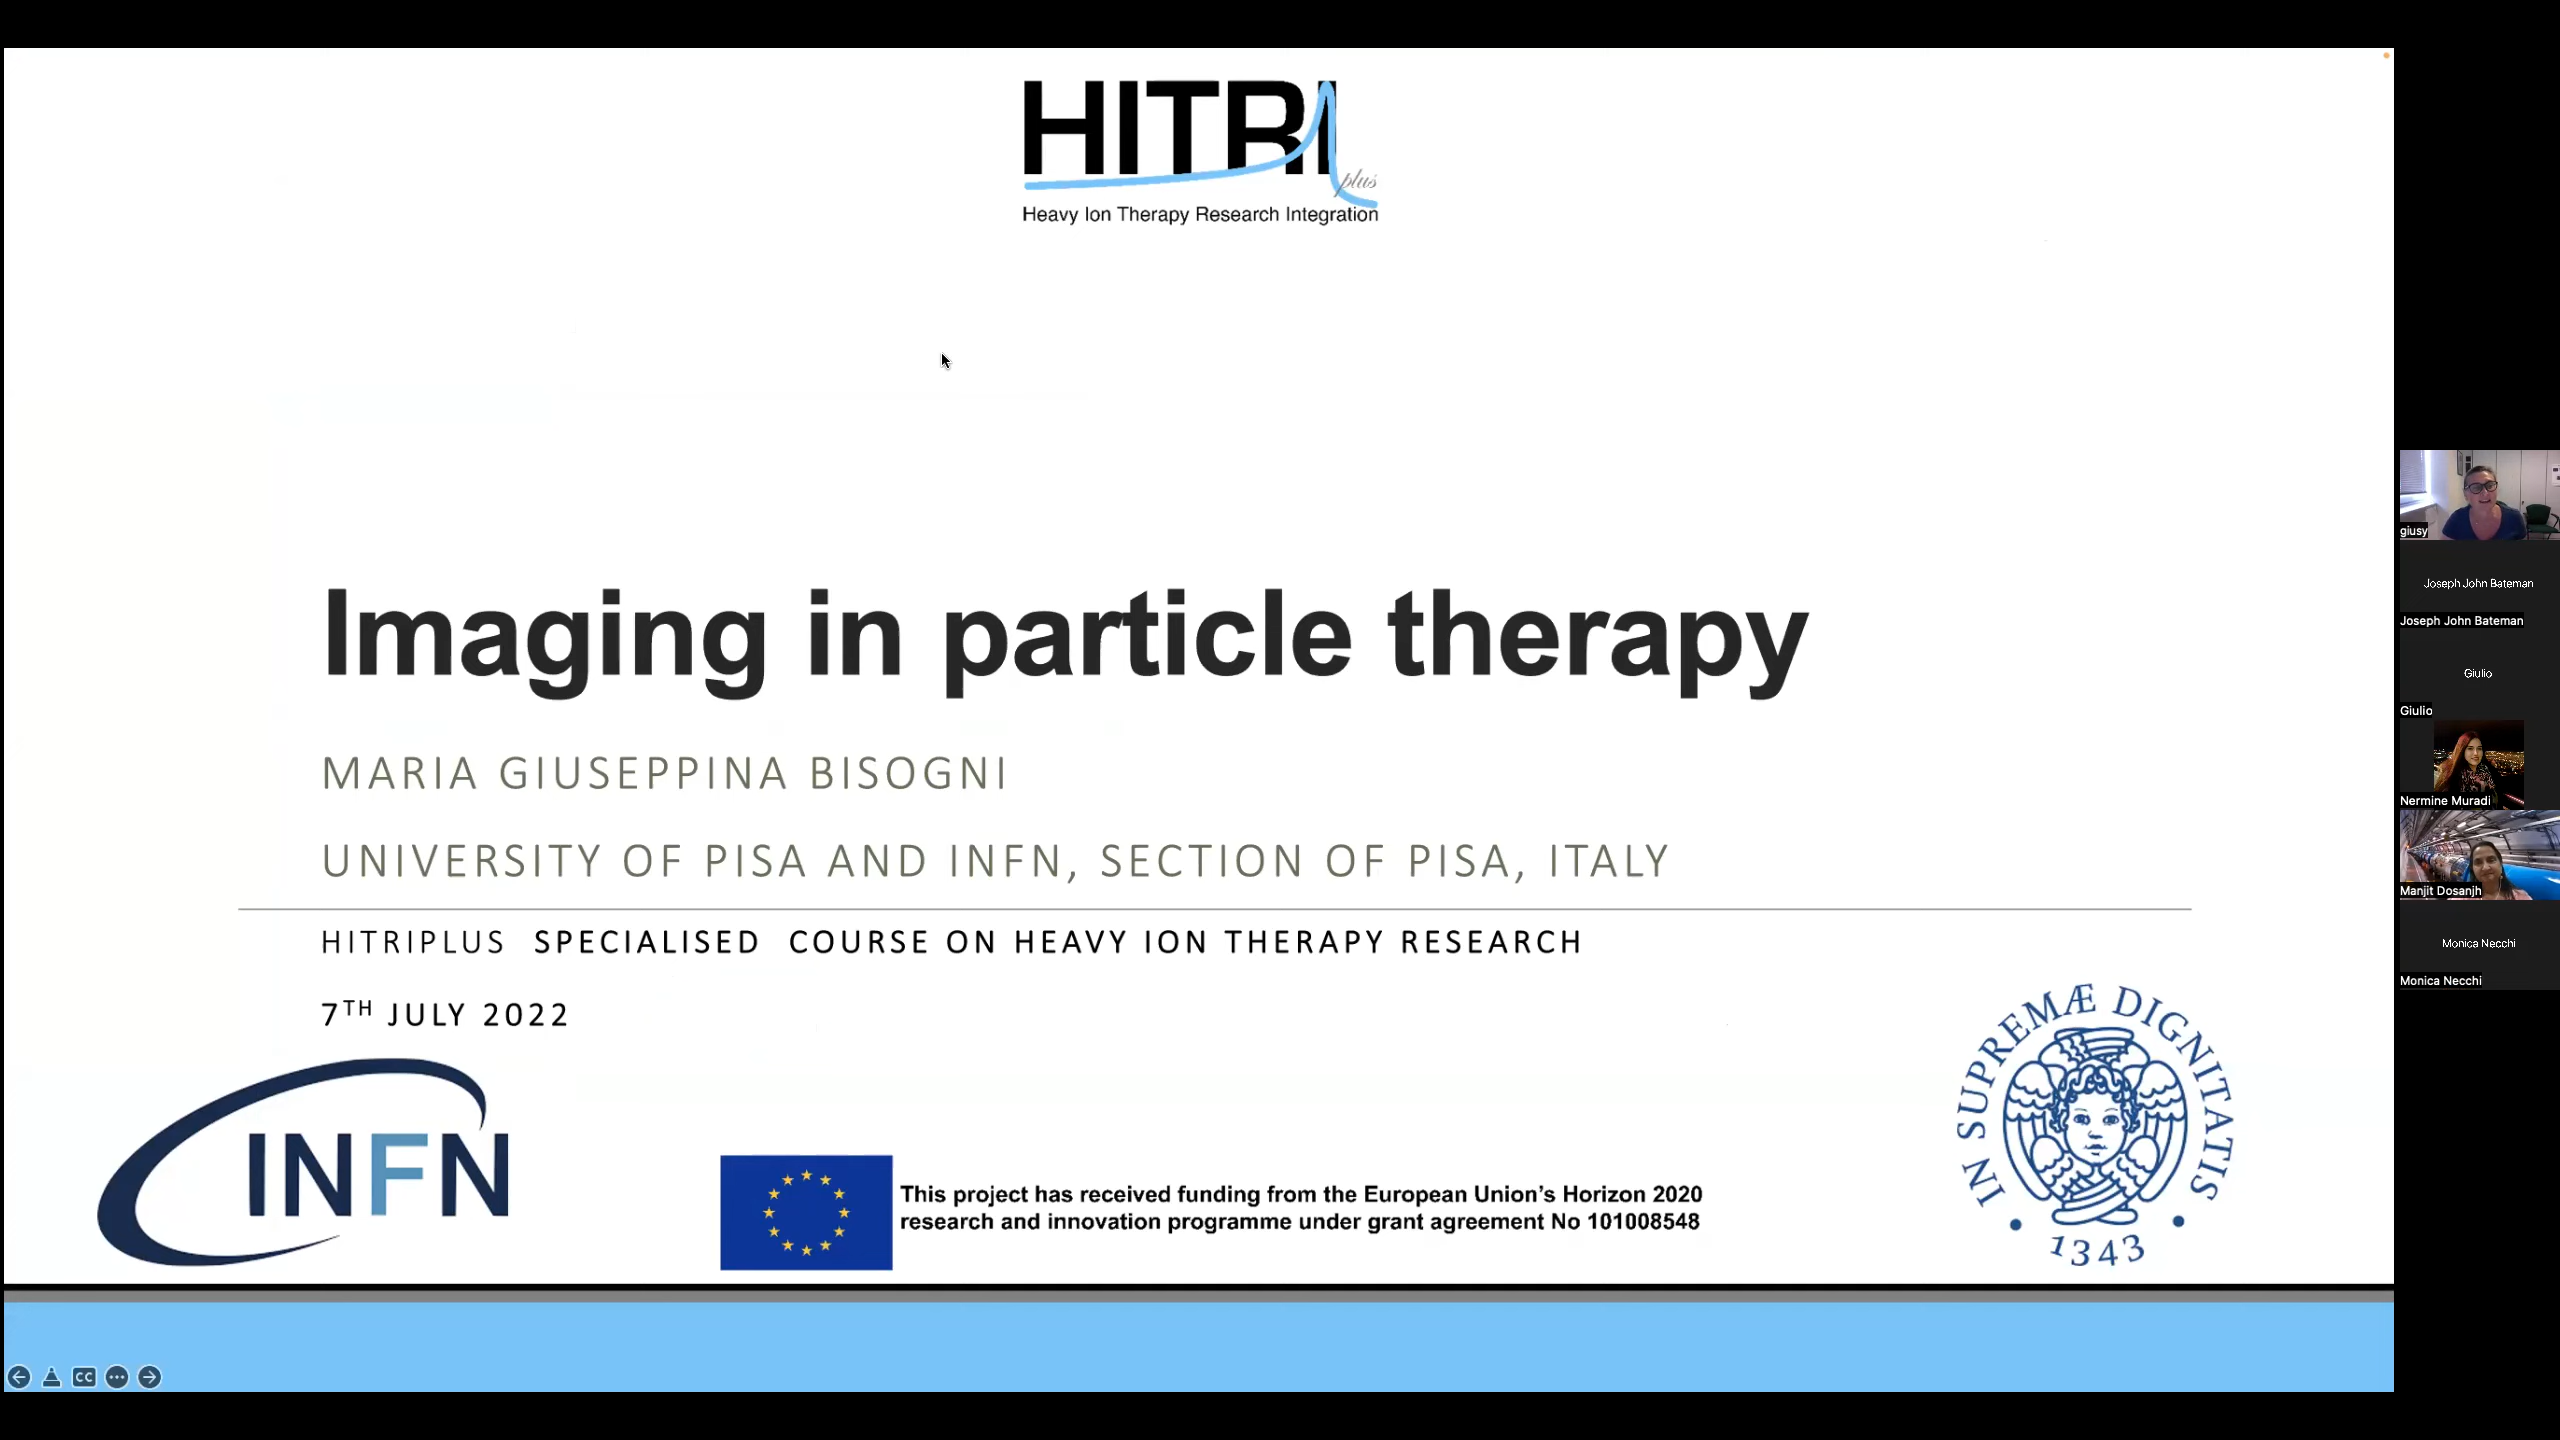 HITRI
plus
Heavy Ion Therapy Research Integration
Imaging in particle therapy
MARIA GIUSEPPINA BISOGNI
UNIVERSITY OF PISA AND INFN, SECTION OF PISA, ITALY
HITRIPLUS SPECIALISED COURSE ON HEAVY ION THERAPY RESEARCH
7TH JULY 2022
INFN
This project has received funding from the European Union's Horizon 2020
research and innovation programme under grant agreement No 101008548
IN SUPREMÆ DIGNITATIS
1343
CC
giusy
Joseph John Bateman
Joseph John Bateman
Giulio
Giulio
Nermine Muradi
Manjit Dosanjh
Monica Necchi
Monica Necchi